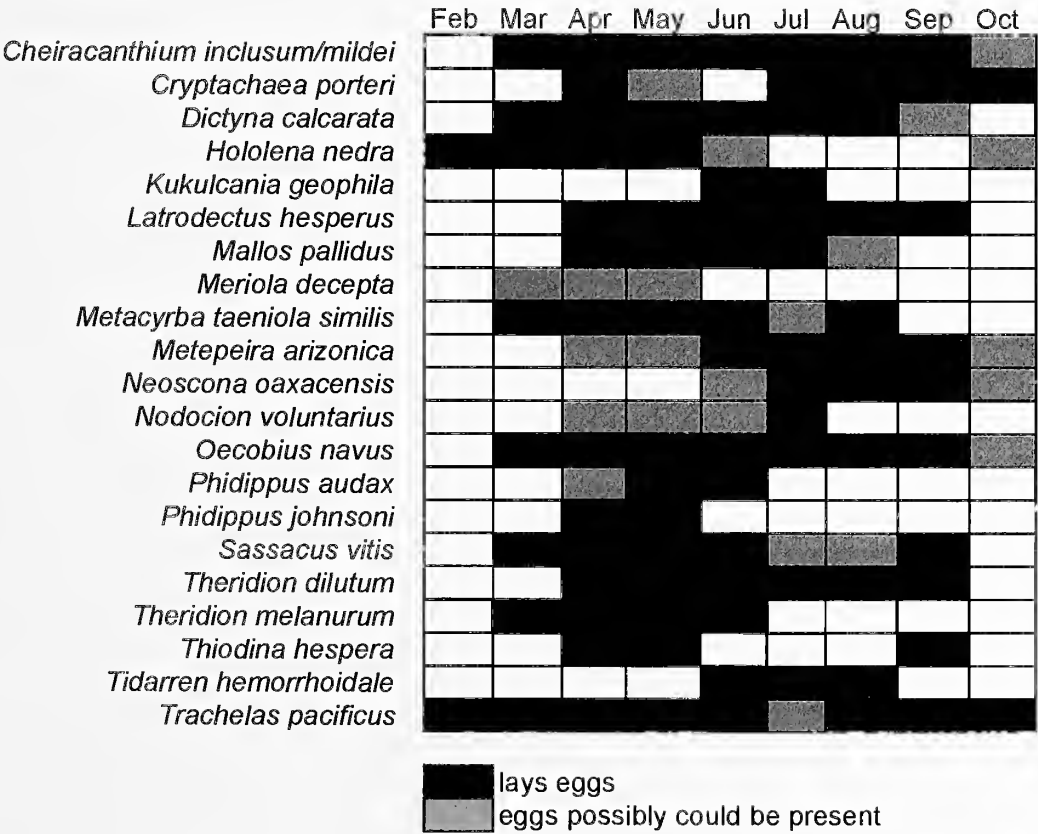 Feb Mar Apr May Jun Jul Aug Sep Oct
Cheiracanthium inclusum/mildei
Cryptachaea porteri
Dictyna calcarata
Hololena nedra
Kukulcania geophila
Latrodectus hesperus
Mallos pallidus
Meriola decepta
Metacyrba taeniola similis
Metepeira arizonica
Neoscona oaxacensis
Nodocion voluntarius
Oecobius navus
Phidippus audax
Phidippus johnsoni
Sassacus vitis
Theridion dilutum
Theridion melanurum
Thiodina hespera
Tidarren hemorrhoidale
Trachelas pacificus
lays eggs
eggs possibly could be present